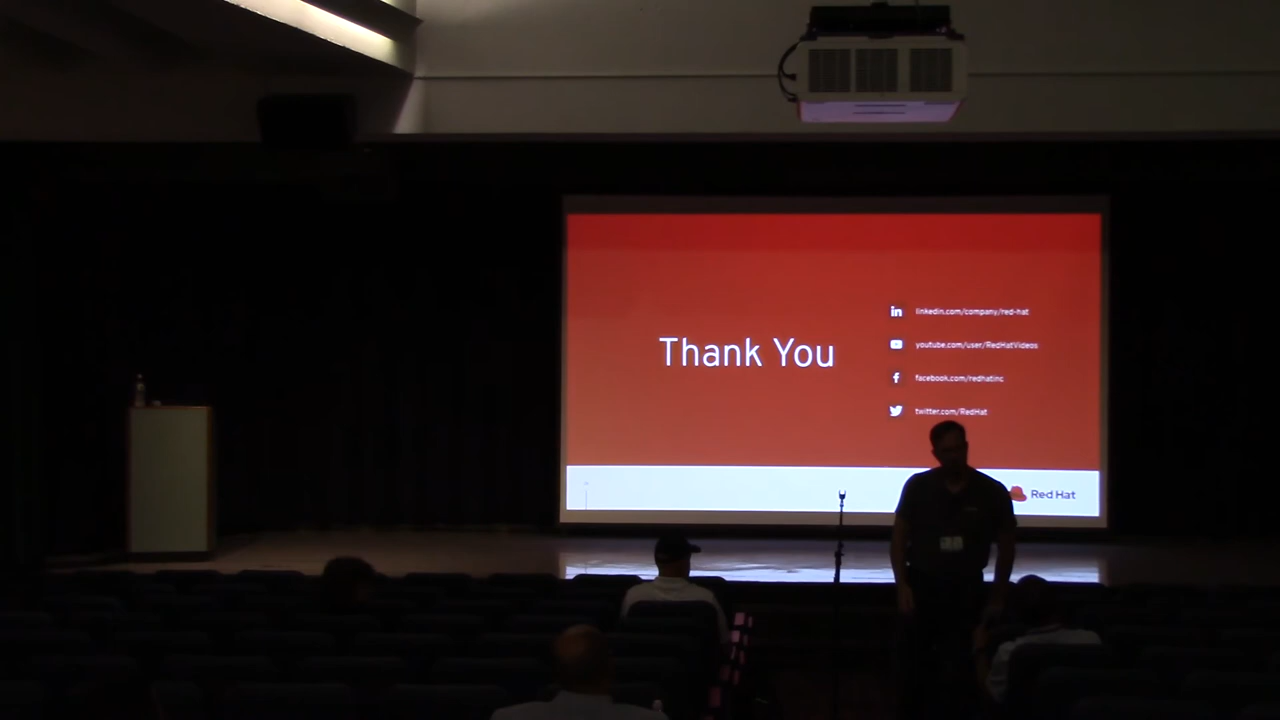 Thank You
linkedin.com/company/red-hat
youtube.com/user/RedHatVideos
facebook.com/redhatinc
twitter.com/RedHat
Red Hat